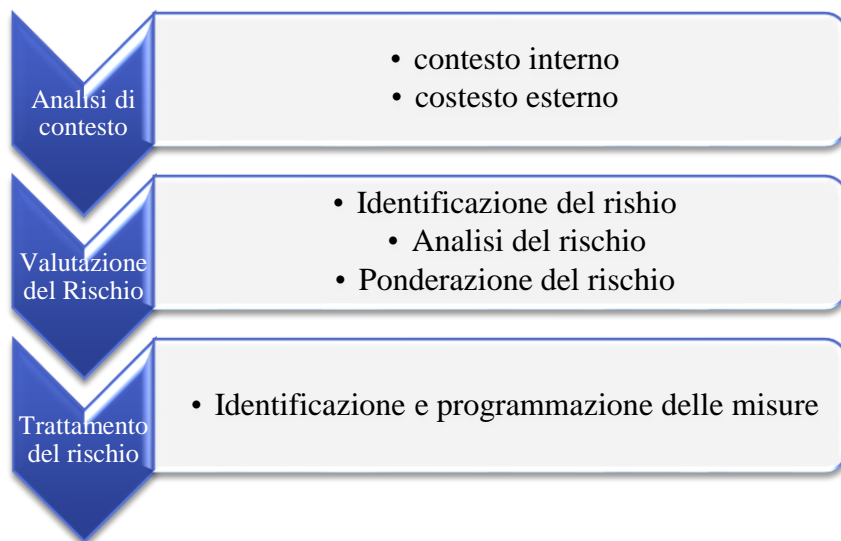 Analisi di
contesto
• contesto interno
• costesto esterno
Valutazione
del Rischio
• Identificazione del rishio
• Analisi del rischio
• Ponderazione del rischio
Trattamento
del rischio
• Identificazione e programmazione delle misure